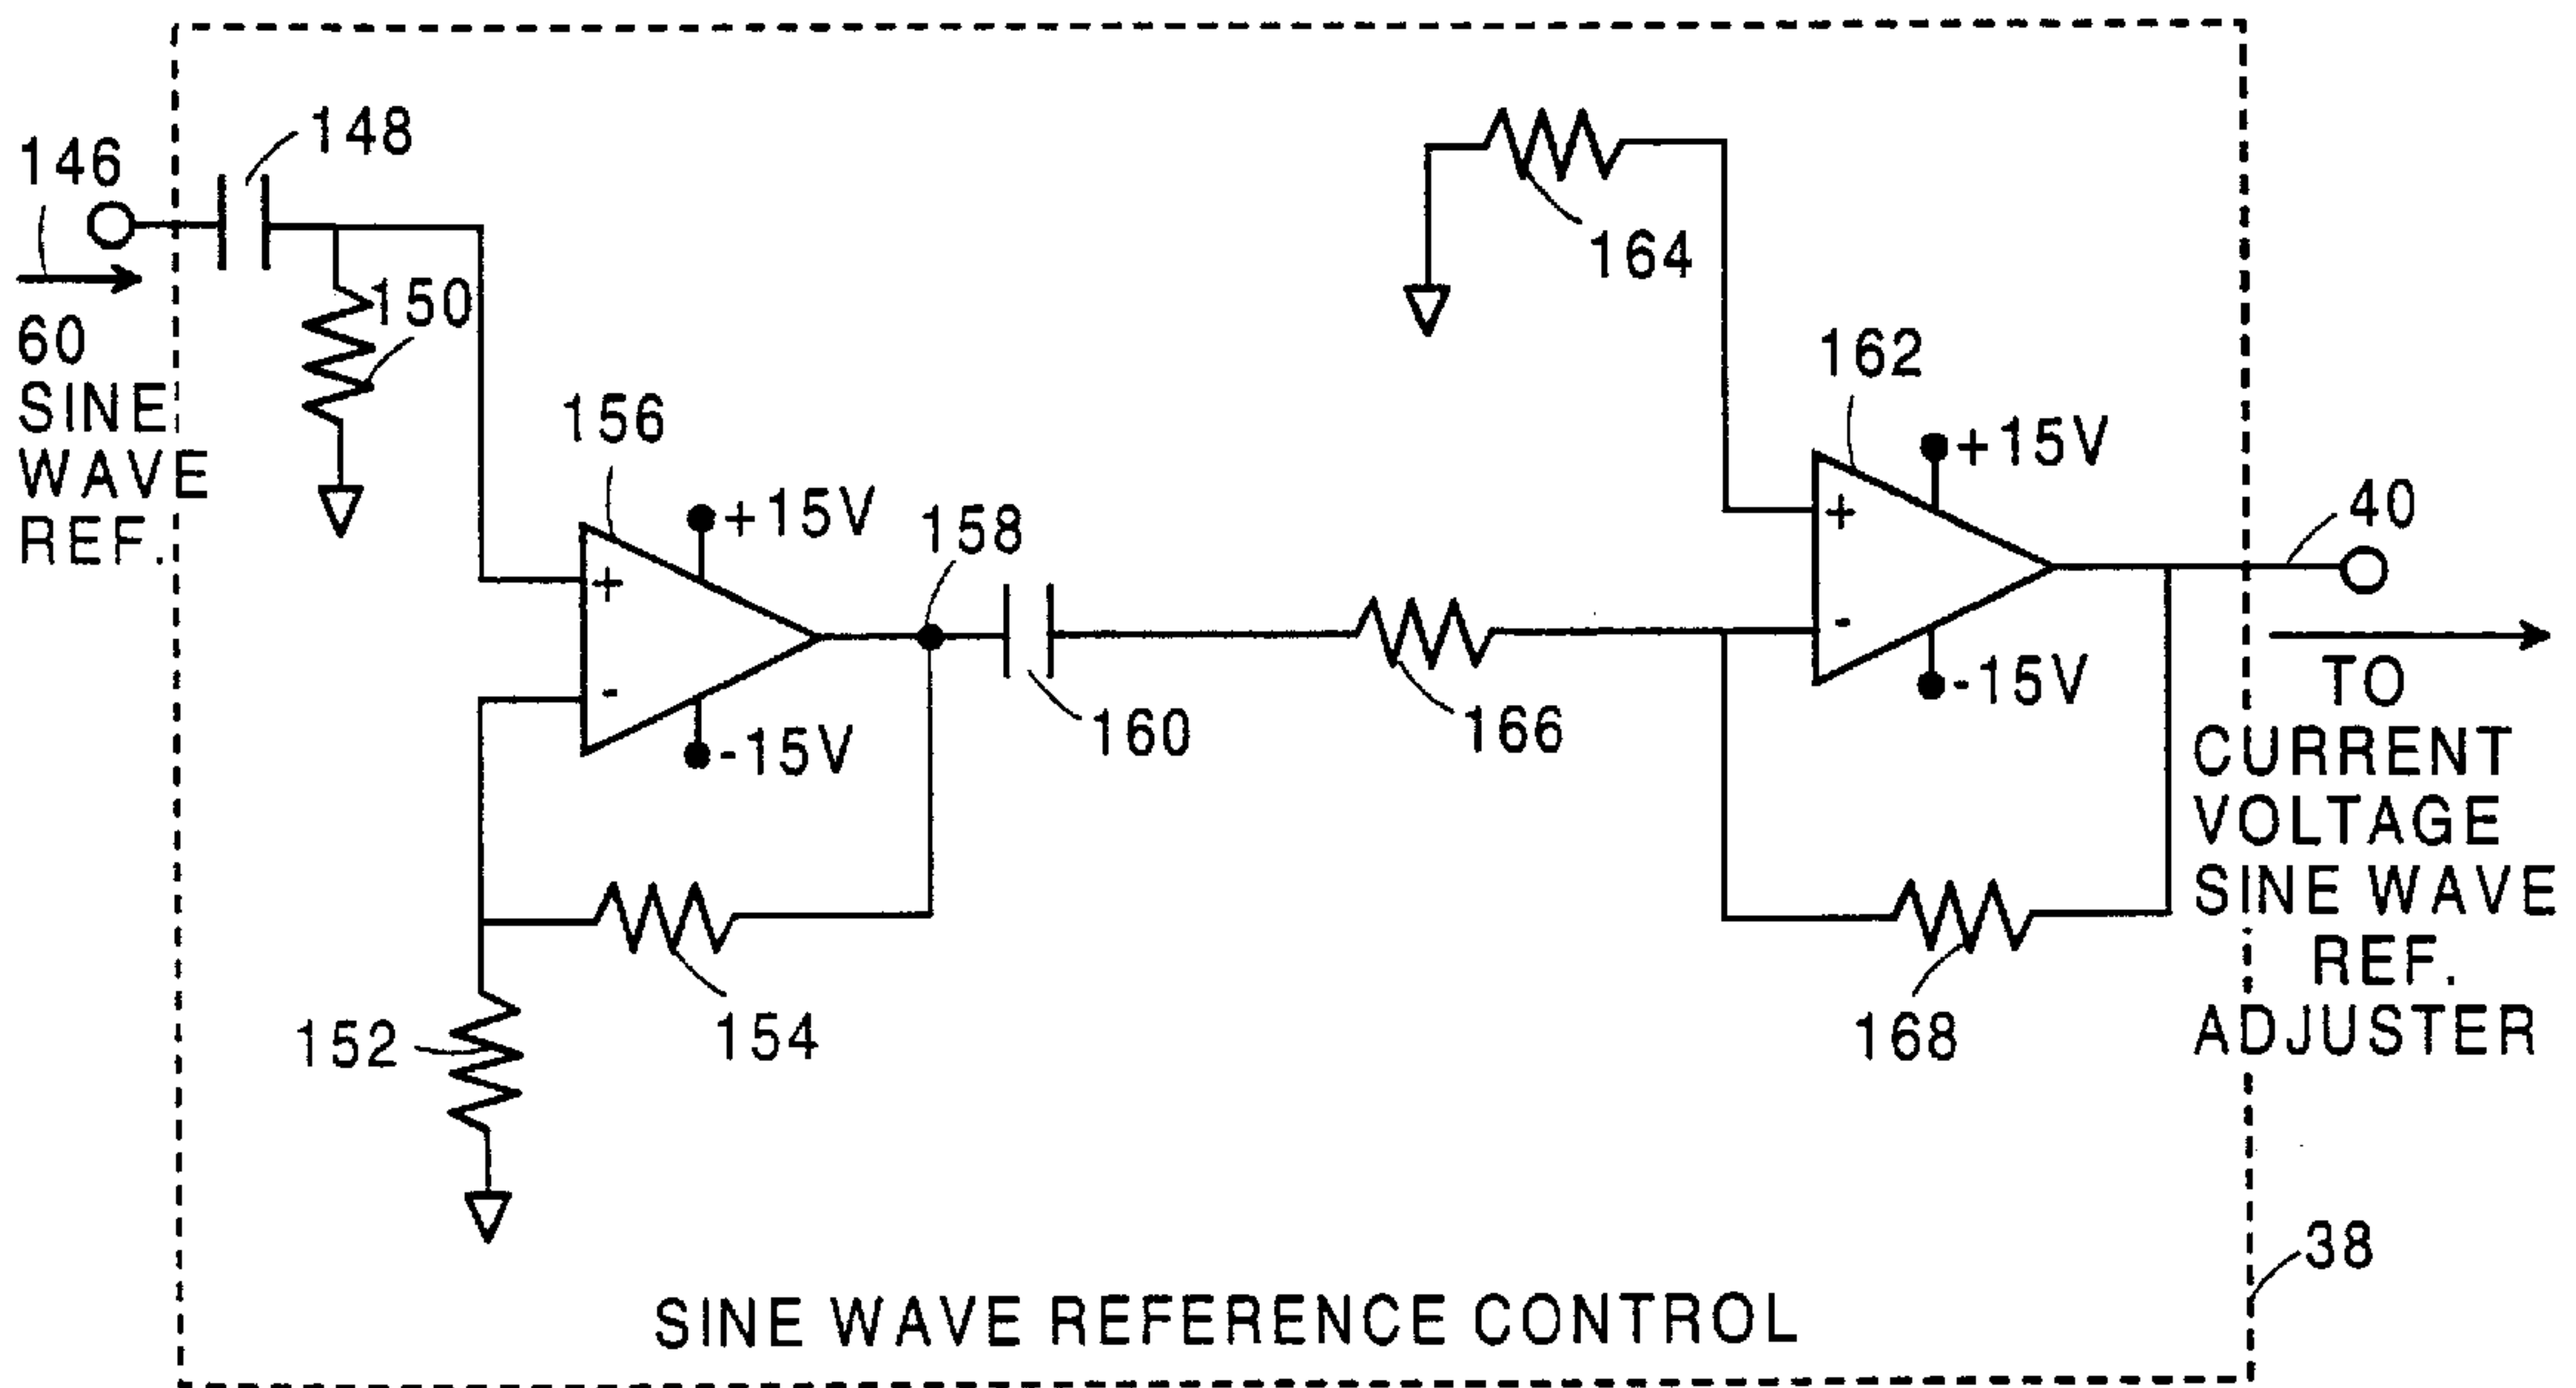 146
148
150
60
SINE
WAVE
REF.
156
+15V
+
-
-15V
158
160
154
152
164
166
162
+15V
+
-
-15V
168
40
TO
CURRENT
VOLTAGE
SINE WAVE
REF.
ADJUSTER
38
SINE WAVE REFERENCE CONTROL